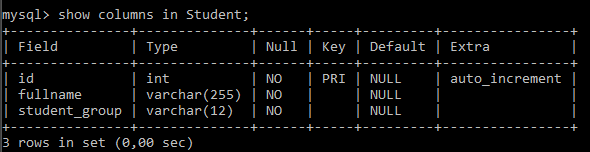 mysql> show columns in Student;
+---------------+--------------+------+-----+---------+----------------+
| Field         | Type         | Null | Key | Default | Extra          |
+---------------+--------------+------+-----+---------+----------------+
| id            | int          | NO   | PRI | NULL    | auto_increment |
| fullname      | varchar(255) | NO   |     | NULL    |                |
| student_group | varchar(12)  | NO   |     | NULL    |                |
+---------------+--------------+------+-----+---------+----------------+
3 rows in set (0,00 sec)